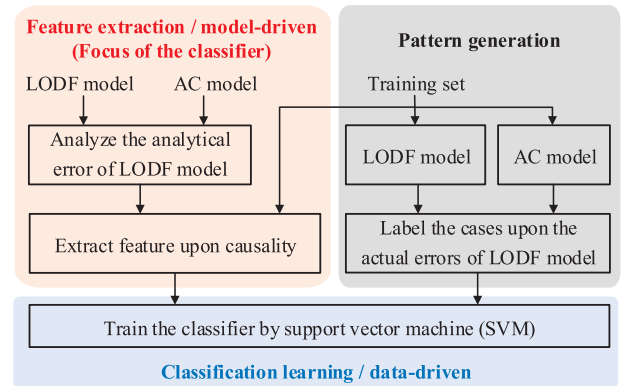 Feature extraction / model-driven
(Focus of the classifier)
LODF model
AC model
Analyze the analytical
error of LODF model
Extract feature upon causality
Pattern generation
Training set
LODF model
AC model
Label the cases upon the
actual errors of LODF model
Train the classifier by support vector machine (SVM)
Classification learning / data-driven